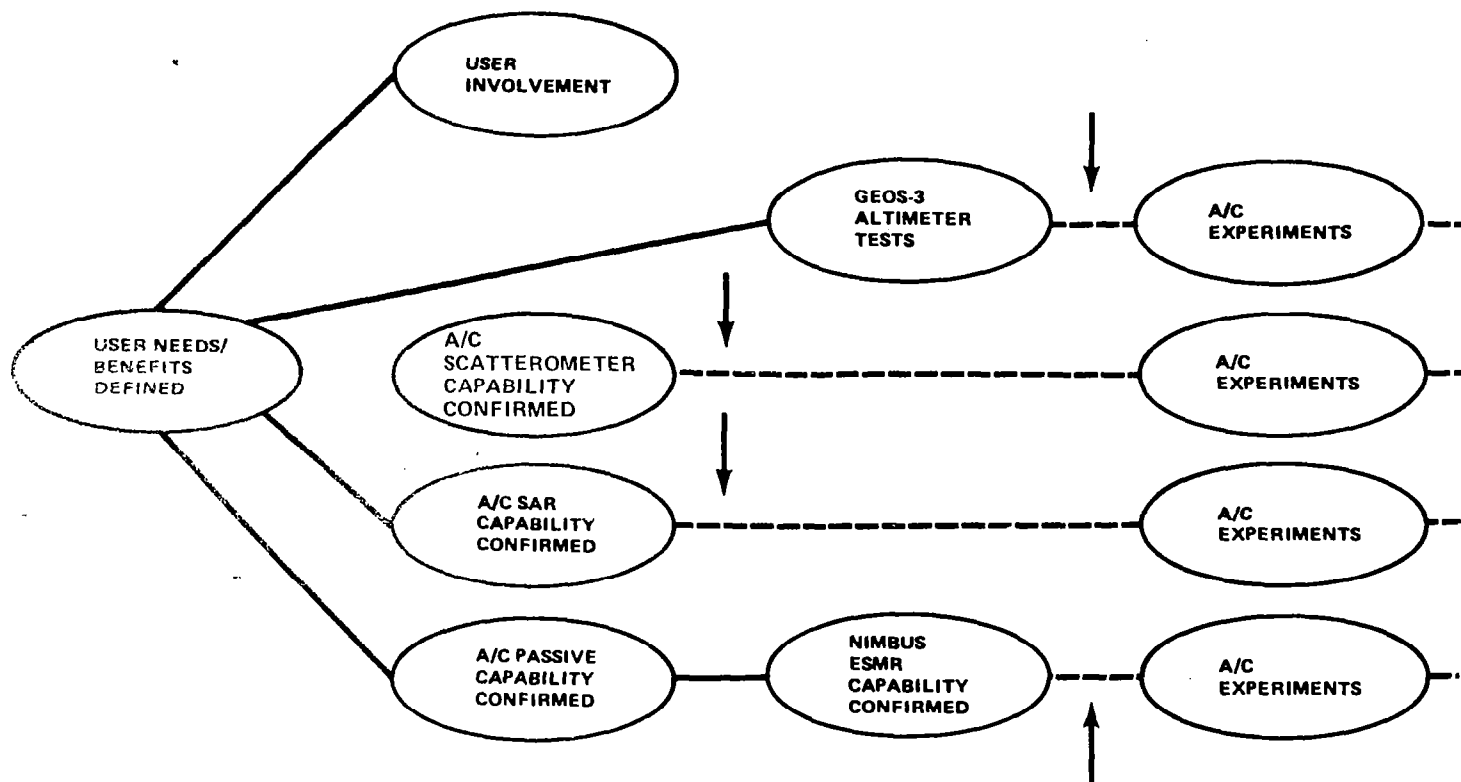 USER
INVOLVEMENT
GEOS-3
ALTIMETER
TESTS
A/C
EXPERIMENTS
USER NEEDS/
BENEFITS
DEFINED
A/C
SCATTEROMETER
CAPABILITY
CONFIRMED
A/C
EXPERIMENTS
A/C SAR
CAPABILITY
CONFIRMED
A/C
EXPERIMENTS
A/C PASSIVE
CAPABILITY
CONFIRMED
NIMBUS
ESMR
CAPABILITY
CONFIRMED
A/C
EXPERIMENTS